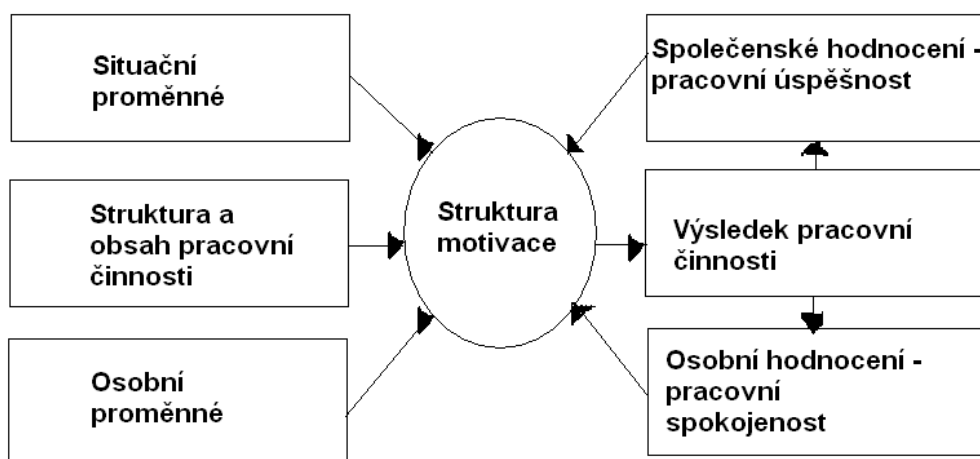 Situační
proměnné
Struktura a
obsah pracovní
činnosti
Osobní
proměnné
Struktura
motivace
Společenské hodnocení -
pracovní úspěšnost
Výsledek pracovní
činnosti
Osobní hodnocení -
pracovní
spokojenost